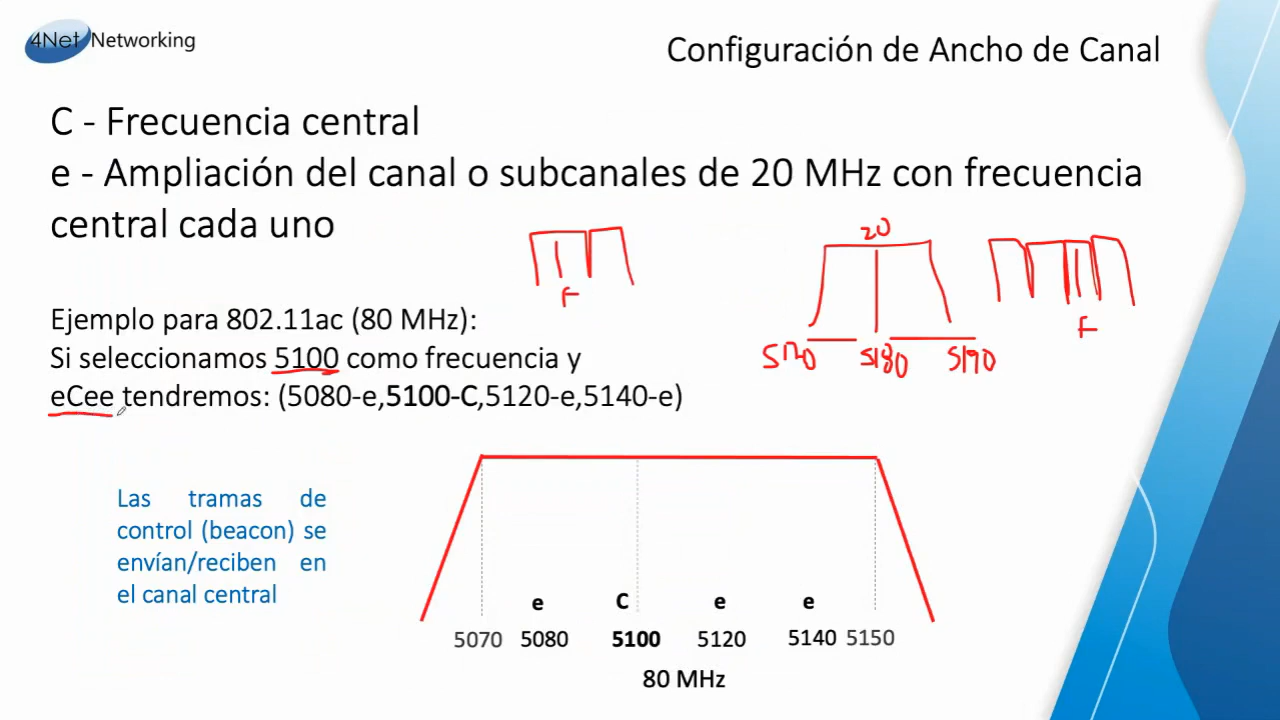 4Net Networking
Configuración de Ancho de Canal
C - Frecuencia central
e - Ampliación del canal o subcanales de 20 MHz con frecuencia
central cada uno
20
F
F
Ejemplo para 802.11ac (80 MHz):
Si seleccionamos 5100 como frecuencia y
5180 5190
eCee tendremos: (5080-e,5100-C,5120-e,5140-e)
Las tramas de
control (beacon) se
envían/reciben en
el canal central
e C e e
5070 5080 5100 5120 5140 5150
80 MHz